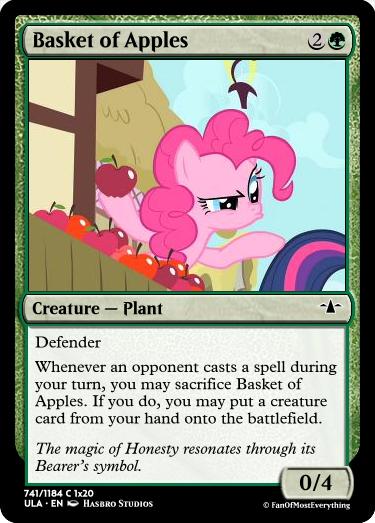 Basket of Apples 2
Creature — Plant
Defender
Whenever an opponent casts a spell during
your turn, you may sacrifice Basket of
Apples. If you do, you may put a creature
card from your hand onto the battlefield.
The magic of Honesty resonates through its
Bearer's symbol.
0/4
741/1184 C 1x20
ULA · EN HASBRO STUDIOS
© FanOfMostEverything